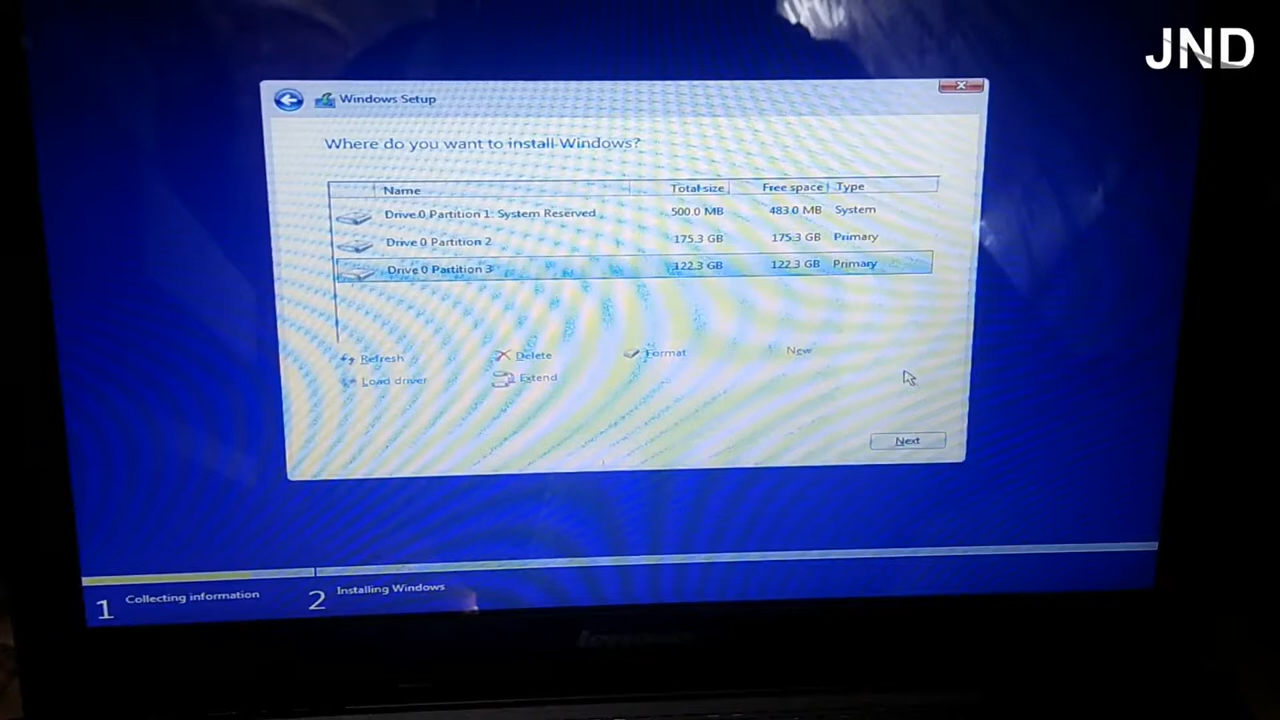 JND
Windows Setup
Where do you want to install Windows?
Name Total size Free space Type
Drive 0 Partition 1: System Reserved 500.0 MB 483.0 MB System
Drive 0 Partition 2 175.3 GB 175.3 GB Primary
Drive 0 Partition 3 122.3 GB 122.3 GB Primary
Refresh Delete Format New
Load driver Extend
Next
1 Collecting information 2 Installing Windows
lenovo